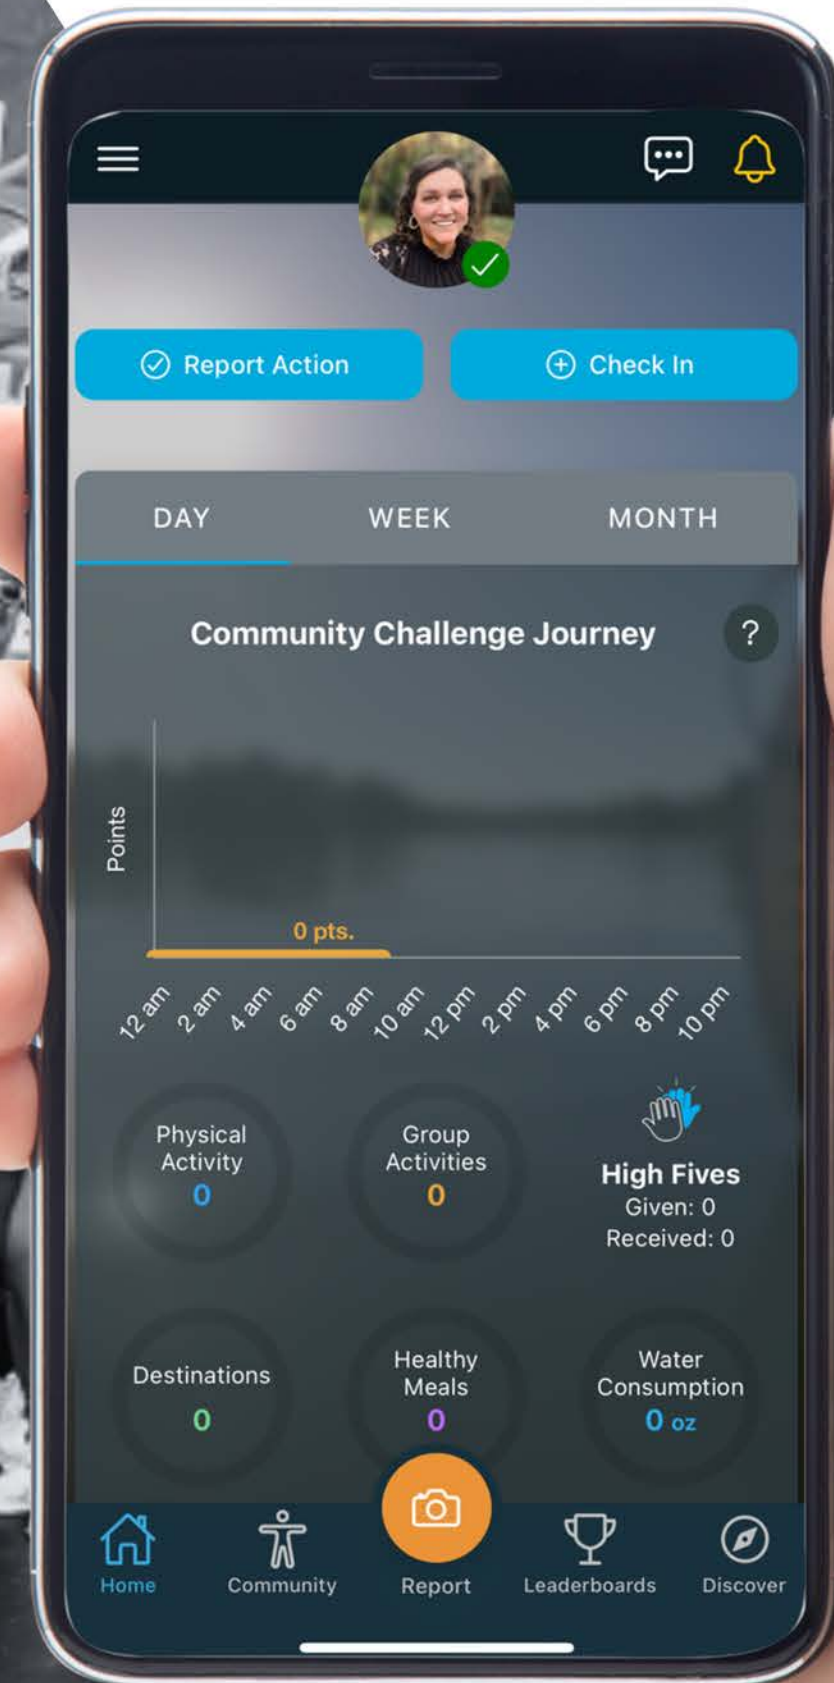 Report Action
Check In
DAY
WEEK
MONTH
Community Challenge Journey
?
Points
0 pts.
12 am
2 am
4 am
6 am
8 am
10 am
12 pm
2 pm
4 pm
6 pm
8 pm
10 pm
Physical
Activity
0
Group
Activities
0
High Fives
Given: 0
Received: 0
Destinations
0
Healthy
Meals
0
Water
Consumption
0 oz
Home
Community
Report
Leaderboards
Discover